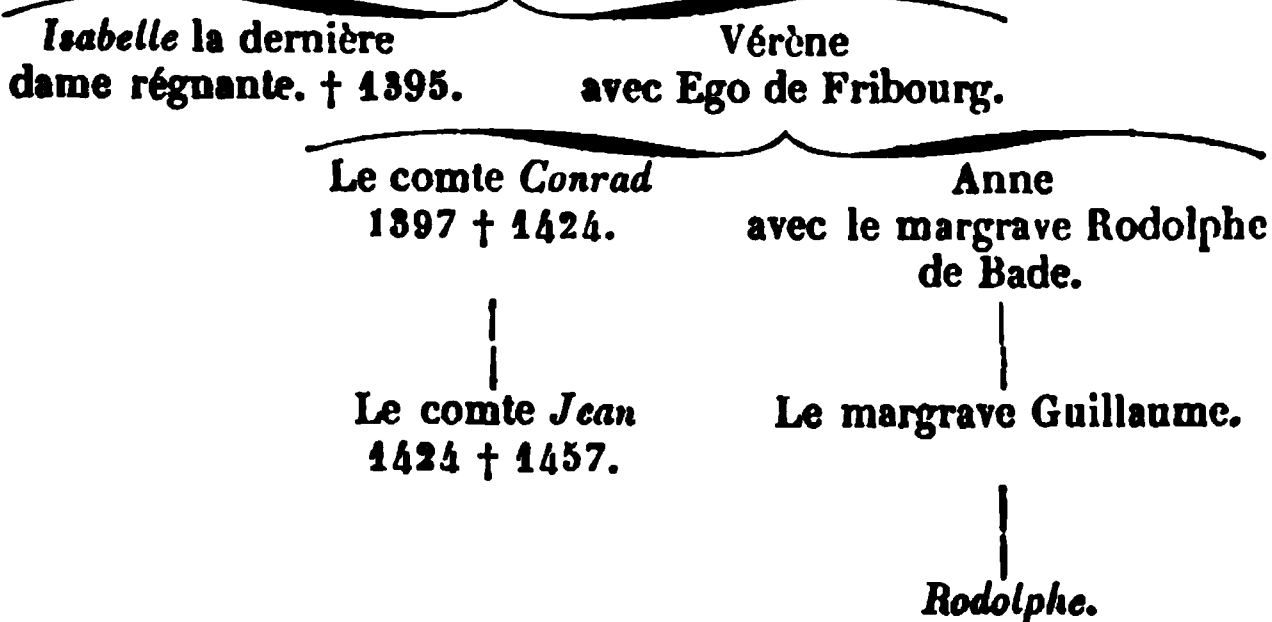 Isabelle la dernière
dame régnante. † 1395.
Vérène
avec Ego de Fribourg.
Le comte Conrad
1397 † 1424.
Anne
avec le margrave Rodolphe
de Bade.
Le comte Jean
1424 † 1457.
Le margrave Guillaume.
Rodolphe.